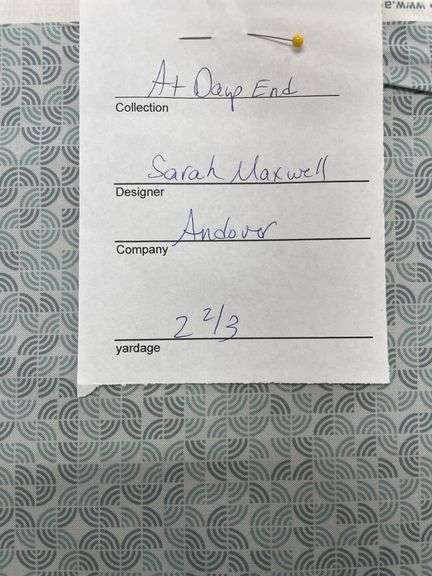 At Days End
Collection
Sarah Maxwell
Designer
Andover
Company
2 2/3
yardage